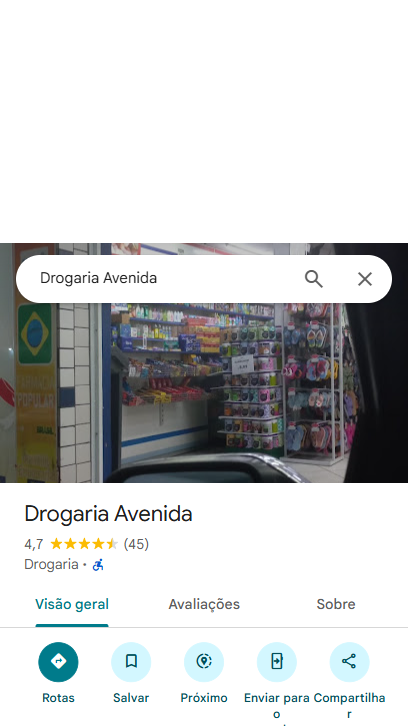 Drogaria Avenida
FARMÁCIA
POPULAR
Drogaria Avenida
4,7 (45)
Drogaria ·
Visão geral
Avaliações
Sobre
Rotas
Salvar
Próximo
Enviar para
o
Compartilha
r